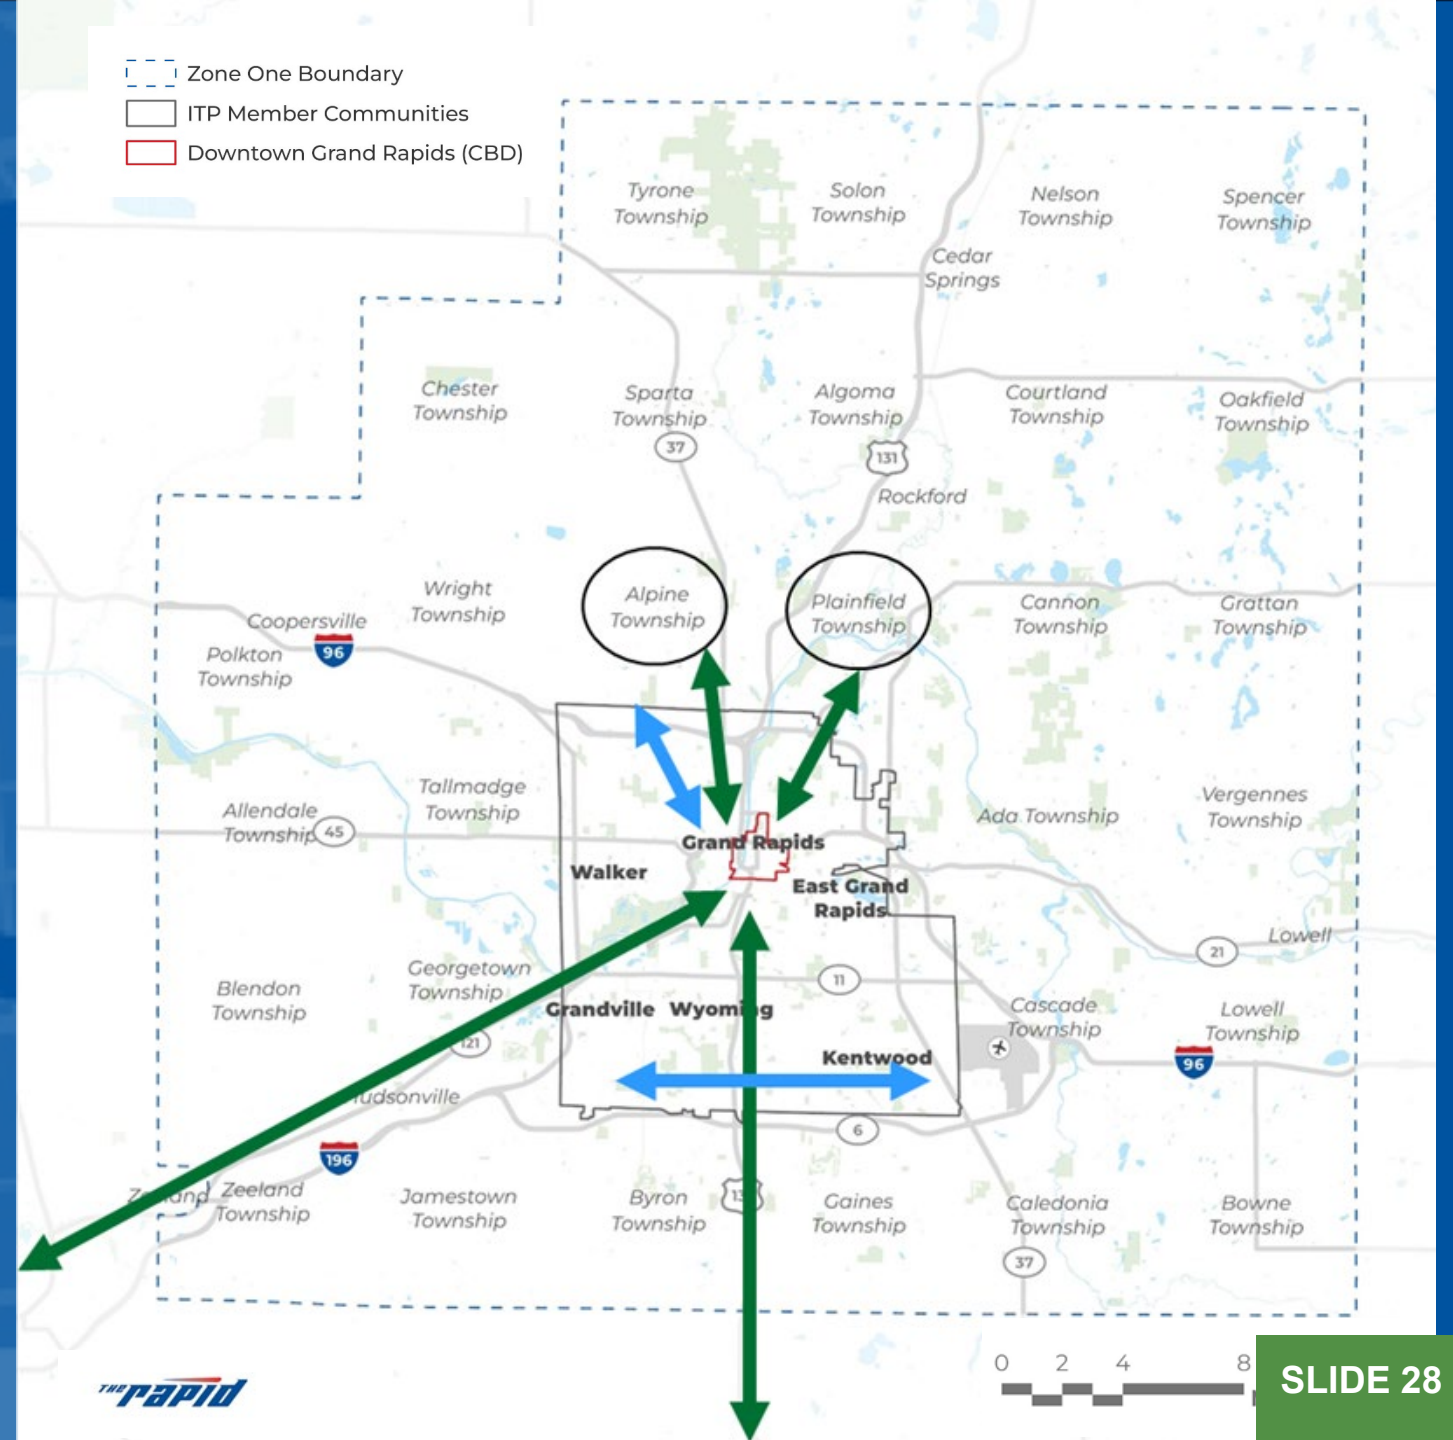 Zone One Boundary
ITP Member Communities
Downtown Grand Rapids (CBD)
Tyrone
Township
Solon
Township
Nelson
Township
Spencer
Township
Cedar
Springs
Chester
Township
Sparta
Township
Algoma
Township
Courtland
Township
Oakfield
Township
37
131
Rockford
Wright
Township
Alpine
Township
Plainfield
Township
Cannon
Township
Grattan
Township
Coopersville
96
Polkton
Township
Tallmadge
Township
Allendale
Township
45
Ada Township
Vergennes
Township
Grand Rapids
Walker
East Grand
Rapids
Lowell
21
Georgetown
Township
11
Blendon
Township
Grandville
Wyoming
Cascade
Township
Lowell
Township
121
Kentwood
96
udsonville
6
196
Zeeland
Township
Jamestown
Township
Byron
Township
13
Gaines
Township
Caledonia
Township
Bowne
Township
37
THE rapid
0 2 4 8
SLIDE 28